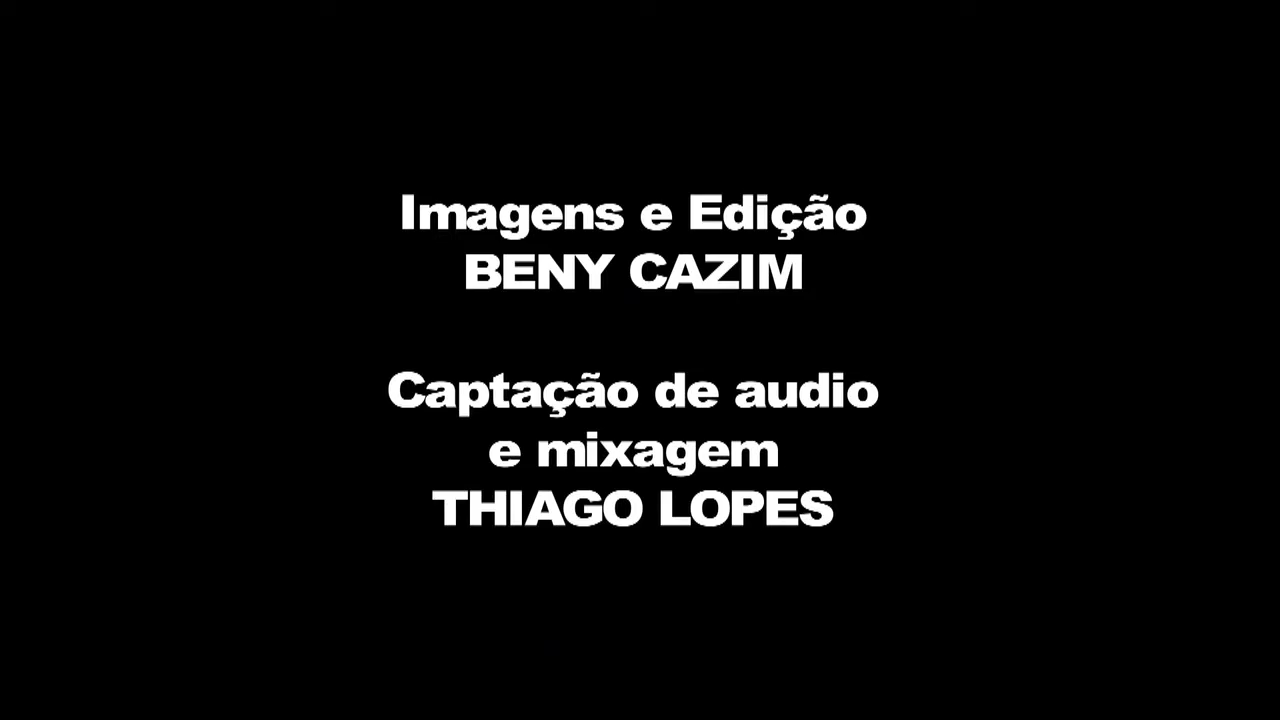 Imagens e Edição
BENY CAZIM
Captação de audio
e mixagem
THIAGO LOPES